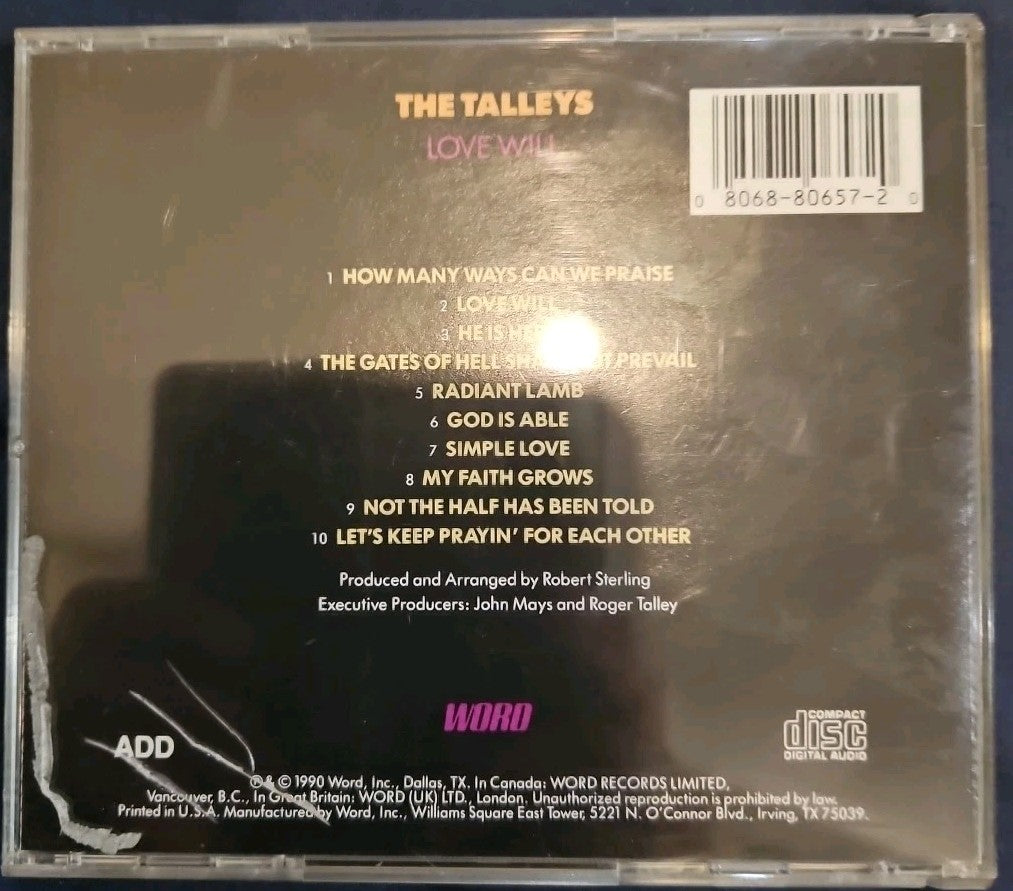 THE TALLEYS
LOVE WILL
0 8068-80657-2 0
1 HOW MANY WAYS CAN WE PRAISE
2 LOVE WILL
3 HE IS
4 THE GATES OF HELL SHALL NOT PREVAIL
5 RADIANT LAMB
6 GOD IS ABLE
7 SIMPLE LOVE
8 MY FAITH GROWS
9 NOT THE HALF HAS BEEN TOLD
10 LET'S KEEP PRAYIN' FOR EACH OTHER
Produced and Arranged by Robert Sterling
Executive Producers: John Mays and Roger Talley
WORD
COMPACT
disc
DIGITAL AUDIO
ADD
℗ & © 1990 Word, Inc., Dallas, TX. In Canada: WORD RECORDS LIMITED,
Vancouver, B.C., In Great Britain: WORD (UK) LTD., London. Unauthorized reproduction is prohibited by law.
Printed in U.S.A. Manufactured by Word, Inc., Williams Square East Tower, 5221 N. O'Connor Blvd., Irving, TX 75039.